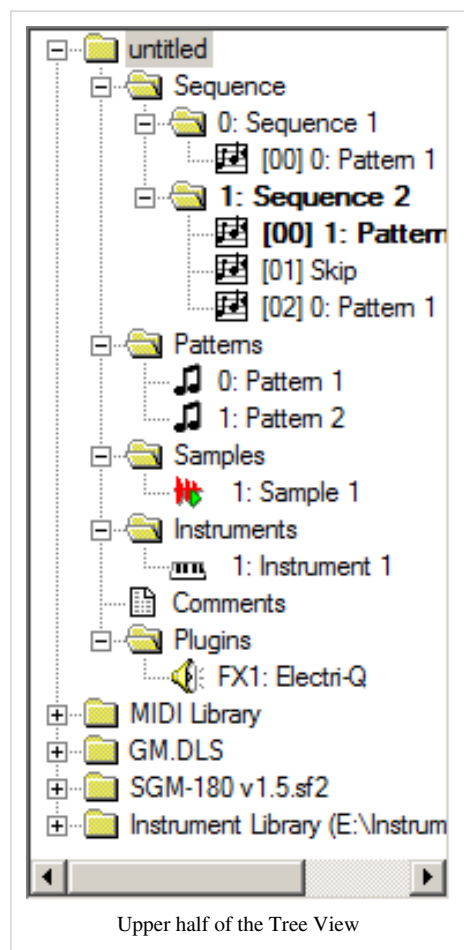 untitled
Sequence
0: Sequence 1
[00] 0: Pattern 1
1: Sequence 2
[00] 1: Pattern
[01] Skip
[02] 0: Pattern 1
Patterns
0: Pattern 1
1: Pattern 2
Samples
1: Sample 1
Instruments
1: Instrument 1
Comments
Plugins
FX1: Electri-Q
MIDI Library
GM.DLS
SGM-180 v1.5.sf2
Instrument Library (E:\Instrum
Upper half of the Tree View